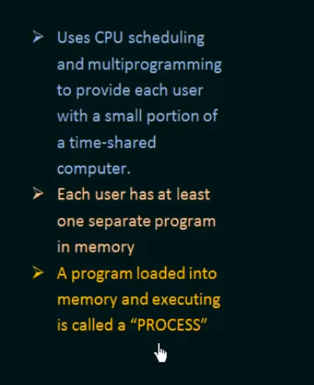 ➢ Uses CPU scheduling
and multiprogramming
to provide each user
with a small portion of
a time-shared
computer.
➢ Each user has at least
one separate program
in memory
➢ A program loaded into
memory and executing
is called a “PROCESS”